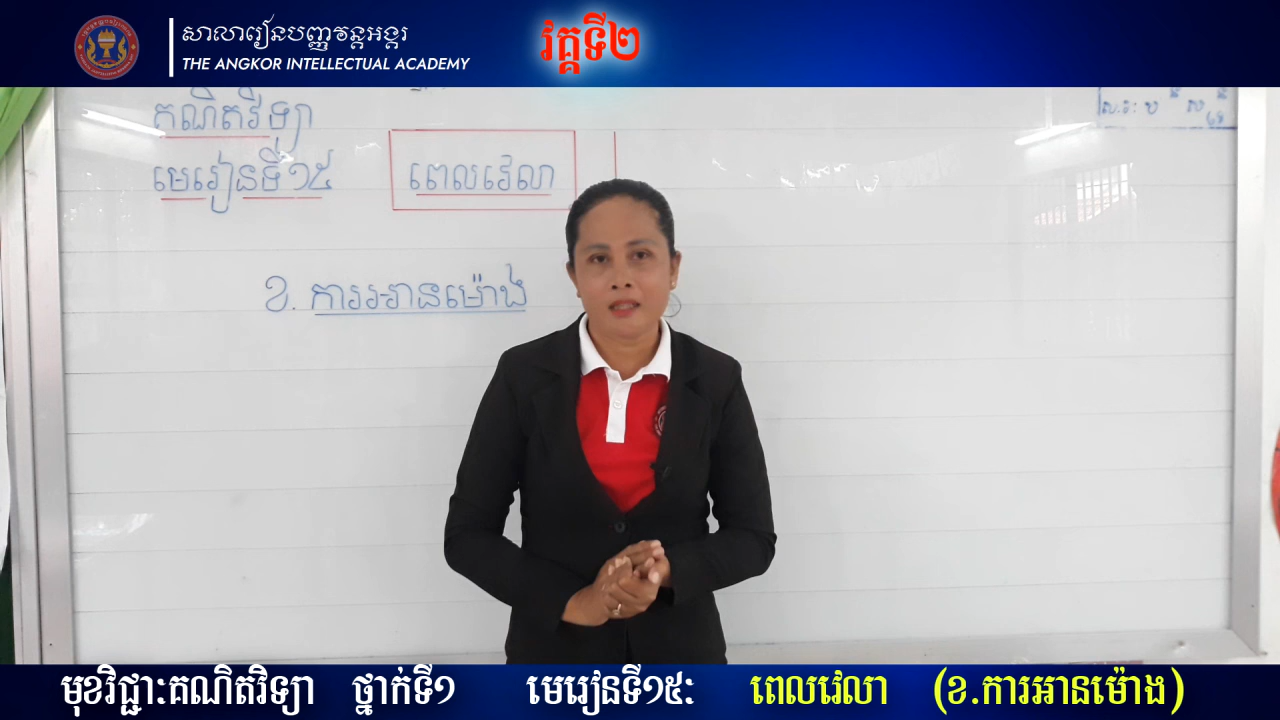 សាលារៀនបញ្ញវន្តអង្គរ
THE ANGKOR INTELLECTUAL ACADEMY
វគ្គទី២
គណិតវិទ្យា
មេរៀនទី១៥
ពេលវេលា
ខ. ការអានម៉ោង
មុខវិជ្ជា:គណិតវិទ្យា ថ្នាក់ទី១ មេរៀនទី១៥: ពេលវេលា (ខ.ការអានម៉ោង)